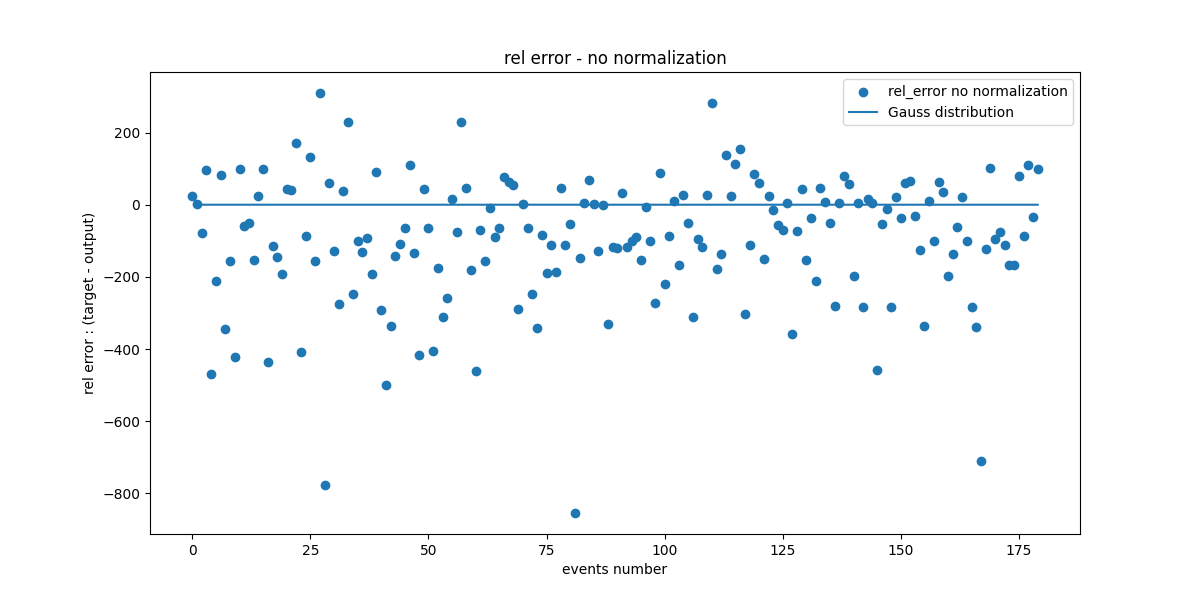 rel error - no normalization
rel_error no normalization
Gauss distribution
rel error : (target - output)
200
0
−200
−400
−600
−800
0 25 50 75 100 125 150 175
events number